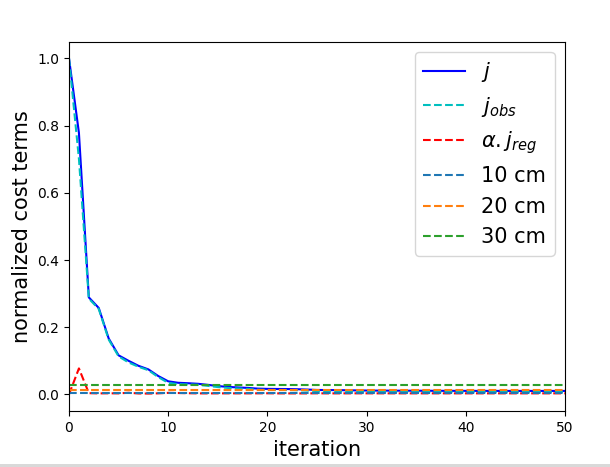 1.0
0.8
0.6
0.4
0.2
0.0
normalized cost terms
0 10 20 30 40 50
iteration
j
j_obs
α.j_reg
10 cm
20 cm
30 cm